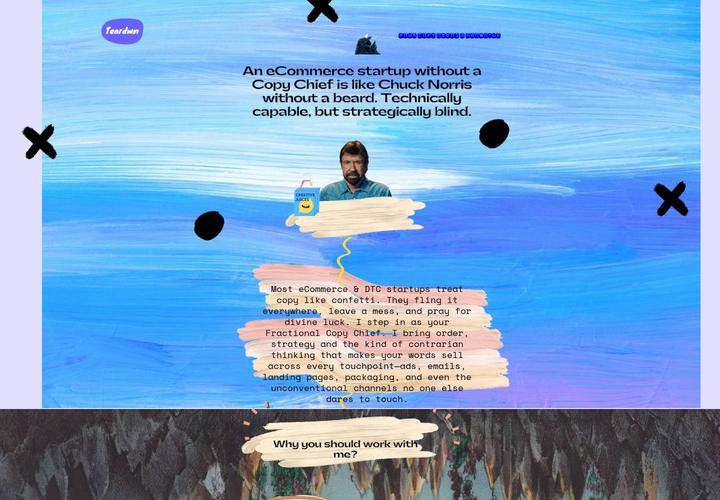 Teardwn
An eCommerce startup without a
Copy Chief is like Chuck Norris
without a beard. Technically
capable, but strategically blind.
CREATIVE
JUICES
Most eCommerce & DTC startups treat
copy like confetti. They fling it
everywhere, leave a mess, and pray for
divine luck. I step in as your
Fractional Copy Chief. I bring order,
strategy and the kind of contrarian
thinking that makes your words sell
across every touchpoint—ads, emails,
landing pages, packaging, and even the
unconventional channels no one else
dares to touch.
Why you should work with
me?